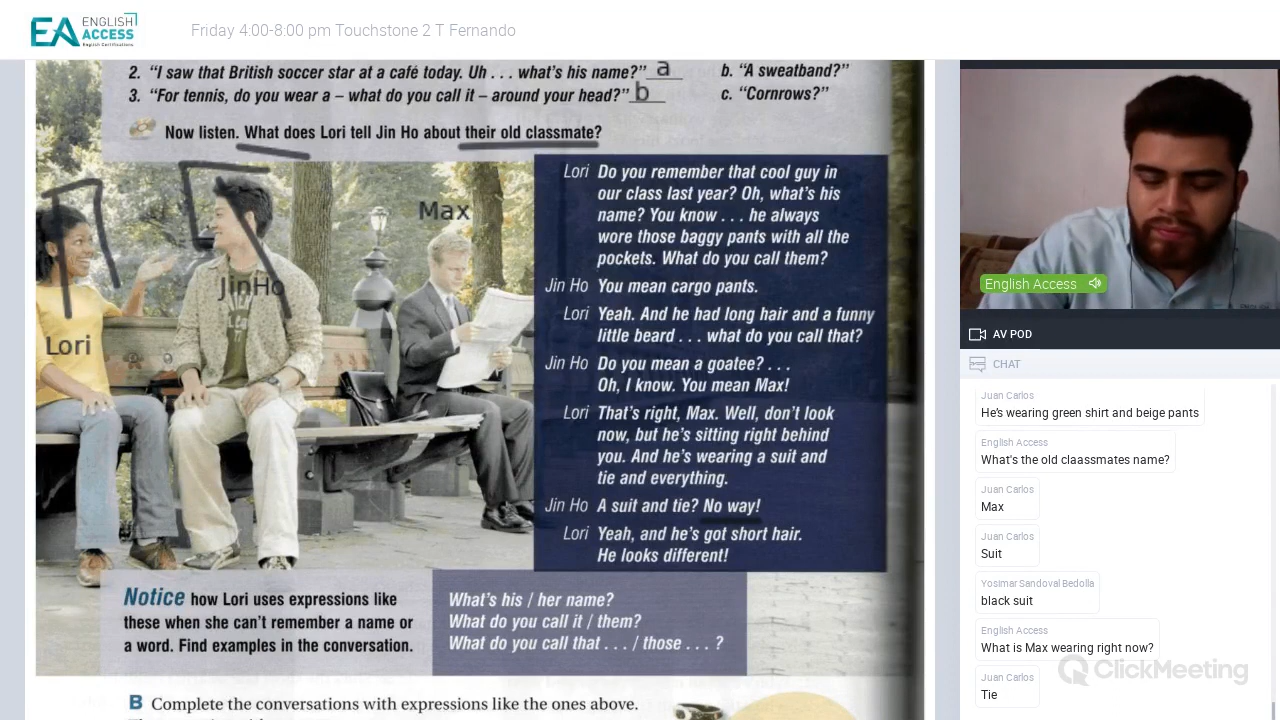 EA ENGLISH ACCESS
English Certifications
Friday 4:00-8:00 pm Touchstone 2 T Fernando
2. “I saw that British soccer star at a café today. Uh . . . what's his name?” a
b. “A sweatband?”
3. “For tennis, do you wear a – what do you call it – around your head?” b
c. “Cornrows?”
Now listen. What does Lori tell Jin Ho about their old classmate?
Lori
JinHo
Max
Lori Do you remember that cool guy in
our class last year? Oh, what's his
name? You know . . . he always
wore those baggy pants with all the
pockets. What do you call them?
Jin Ho You mean cargo pants.
Lori Yeah. And he had long hair and a funny
little beard . . . what do you call that?
Jin Ho Do you mean a goatee? . . .
Oh, I know. You mean Max!
Lori That's right, Max. Well, don't look
now, but he's sitting right behind
you. And he's wearing a suit and
tie and everything.
Jin Ho A suit and tie? No way!
Lori Yeah, and he's got short hair.
He looks different!
Notice how Lori uses expressions like
these when she can't remember a name or
a word. Find examples in the conversation.
What's his / her name?
What do you call it / them?
What do you call that . . . / those . . . ?
B Complete the conversations with expressions like the ones above.
English Access
AV POD
CHAT
Juan Carlos
He's wearing green shirt and beige pants
English Access
What's the old claassmates name?
Juan Carlos
Max
Juan Carlos
Suit
Yosimar Sandoval Bedolla
black suit
English Access
What is Max wearing right now?
Juan Carlos
Tie
ClickMeeting